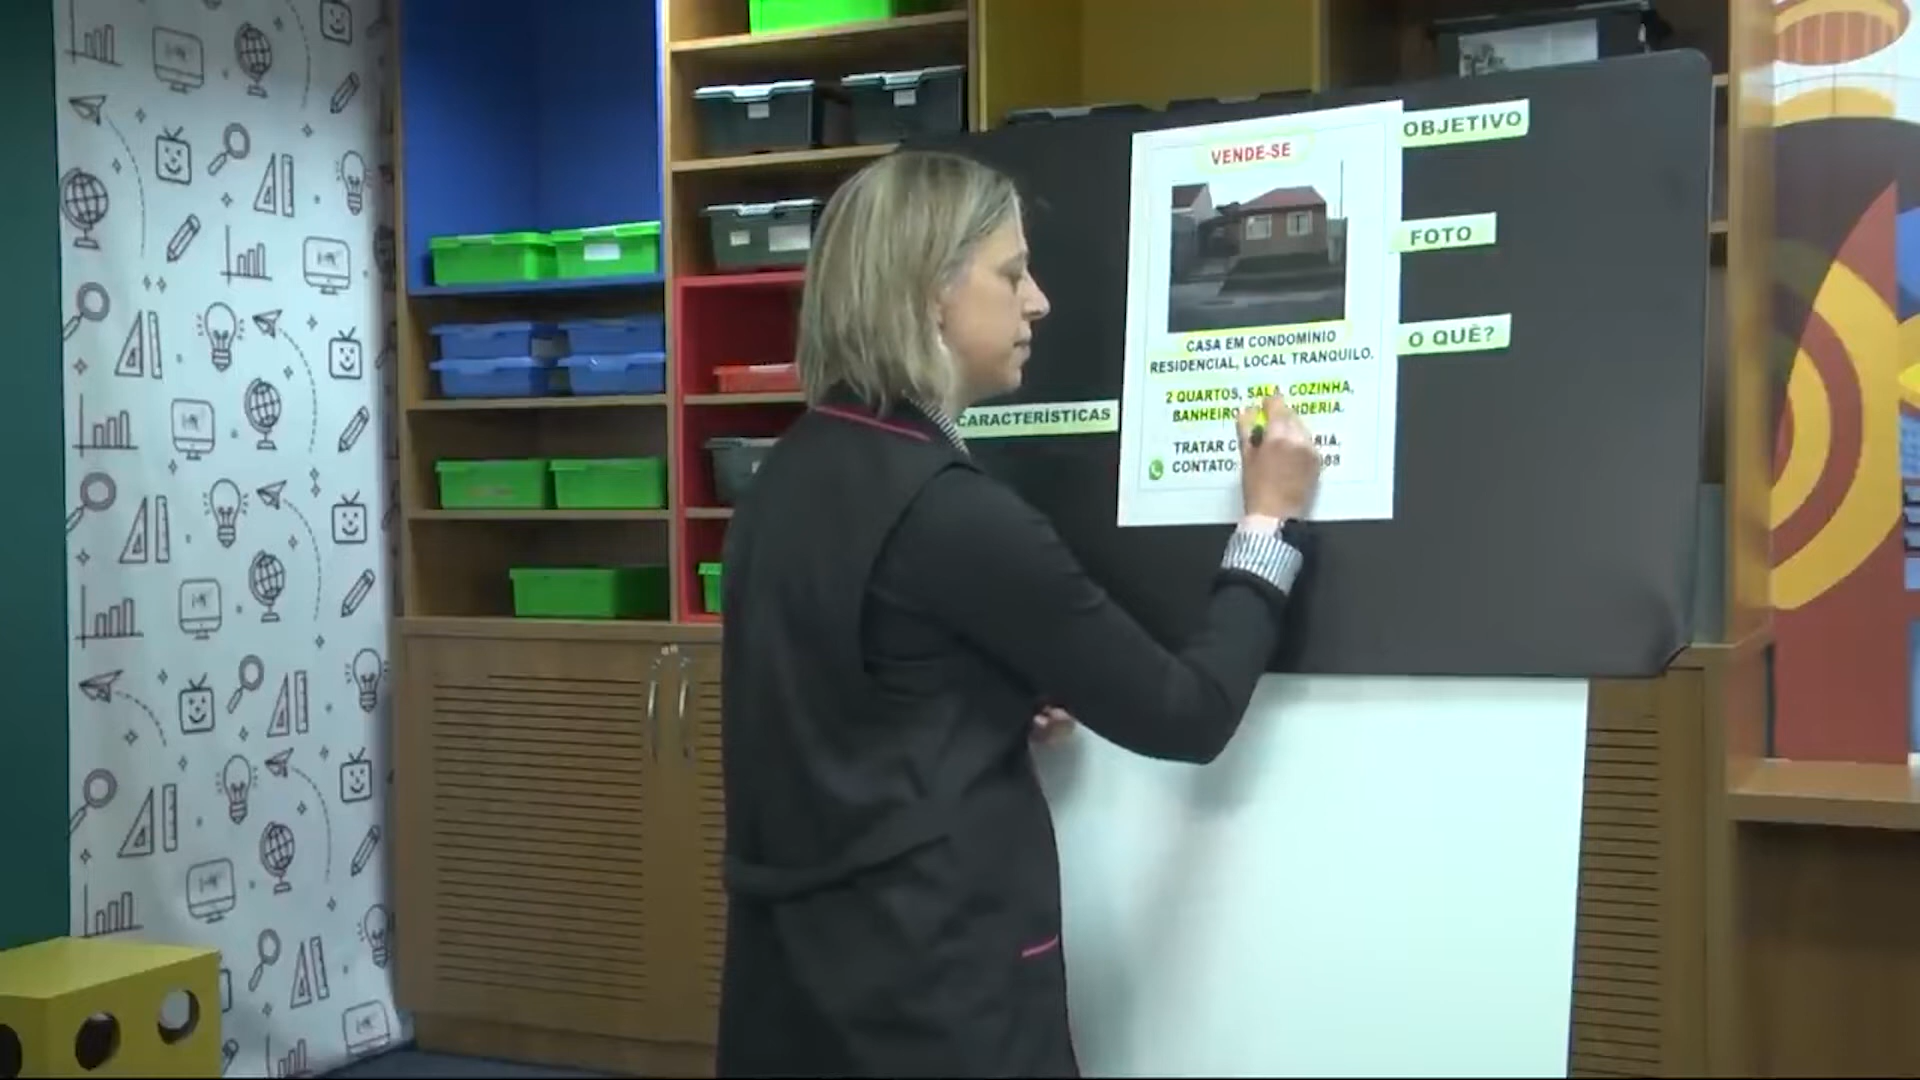 OBJETIVO
VENDE-SE
FOTO
O QUÊ?
CASA EM CONDOMÍNIO
RESIDENCIAL, LOCAL TRANQUILO.
2 QUARTOS, SALA, COZINHA,
BANHEIRO
CARACTERÍSTICAS
TRATAR
CONTATO: